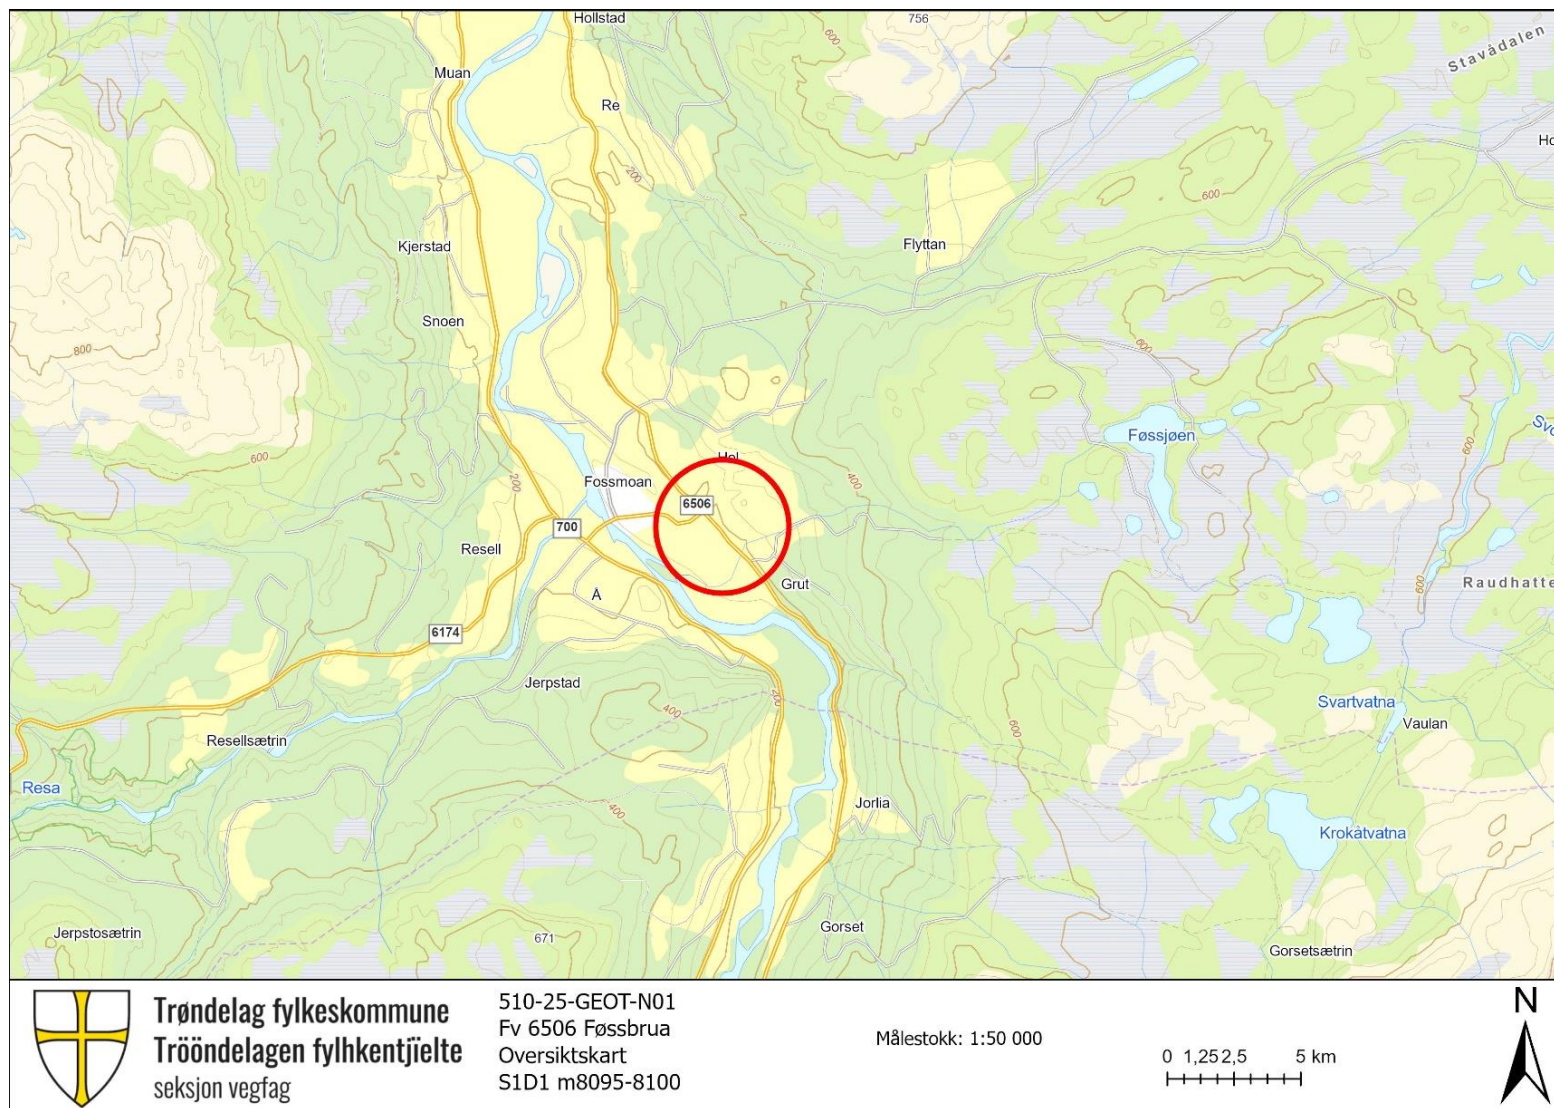 Hollstad
756
600
Stavådalen
Muan
Re
200
Ho
600
Kjerstad
Flyttan
Snoen
800
600
600
Føssjøen
Svo
600
Hol
400
200
Fossmoan
6506
700
Resell
Grut
Å
600
Raudhatte
6174
Jerpstad
200
400
600
Svartvatna
Vaulan
Resellsætrin
Resa
Jorlia
400
Krokåtvatna
Gorset
Jerpstosætrin
671
Gorsetsætrin
Trøndelag fylkeskommune
Trööndelagen fylhkentjïelte
seksjon vegfag
510-25-GEOT-N01
Fv 6506 Føssbrua
Oversiktskart
S1D1 m8095-8100
Målestokk: 1:50 000
0 1,25 2,5 5 km
N